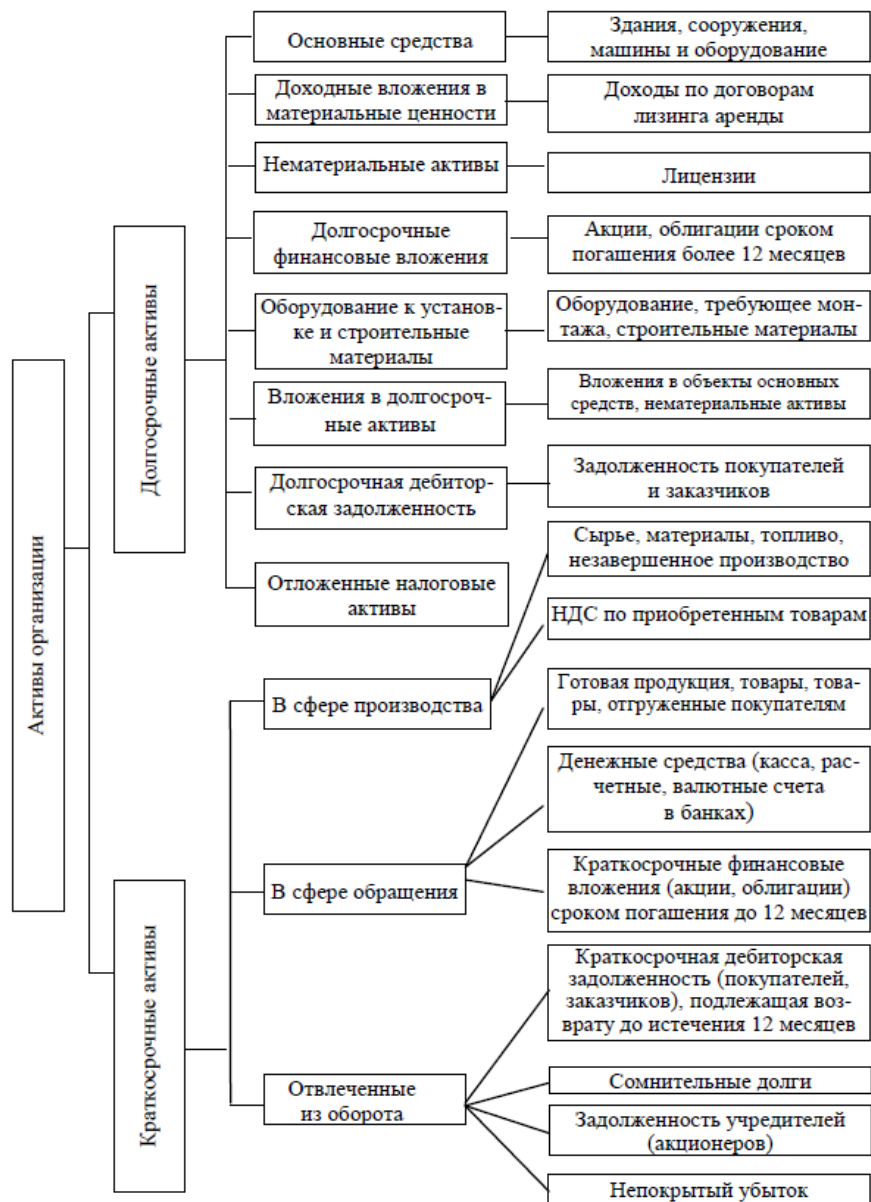 Активы организации
Долгосрочные активы
Основные средства
Здания, сооружения,
машины и оборудование
Доходные вложения в
материальные ценности
Доходы по договорам
лизинга аренды
Нематериальные активы
Лицензии
Долгосрочные
финансовые вложения
Акции, облигации сроком
погашения более 12 месяцев
Оборудование к установ-
ке и строительные
материалы
Оборудование, требующее мон-
тажа, строительные материалы
Вложения в долгосроч-
ные активы
Вложения в объекты основных
средств, нематериальные активы
Долгосрочная дебитор-
ская задолженность
Задолженность покупателей
и заказчиков
Отложенные налоговые
активы
Краткосрочные активы
В сфере производства
Сырье, материалы, топливо,
незавершенное производство
НДС по приобретенным товарам
В сфере обращения
Готовая продукция, товары, това-
ры, отгруженные покупателям
Денежные средства (касса, рас-
четные, валютные счета
в банках)
Краткосрочные финансовые
вложения (акции, облигации)
сроком погашения до 12 месяцев
Отвлеченные
из оборота
Краткосрочная дебиторская
задолженность (покупателей,
заказчиков), подлежащая воз-
врату до истечения 12 месяцев
Сомнительные долги
Задолженность учредителей
(акционеров)
Непокрытый убыток